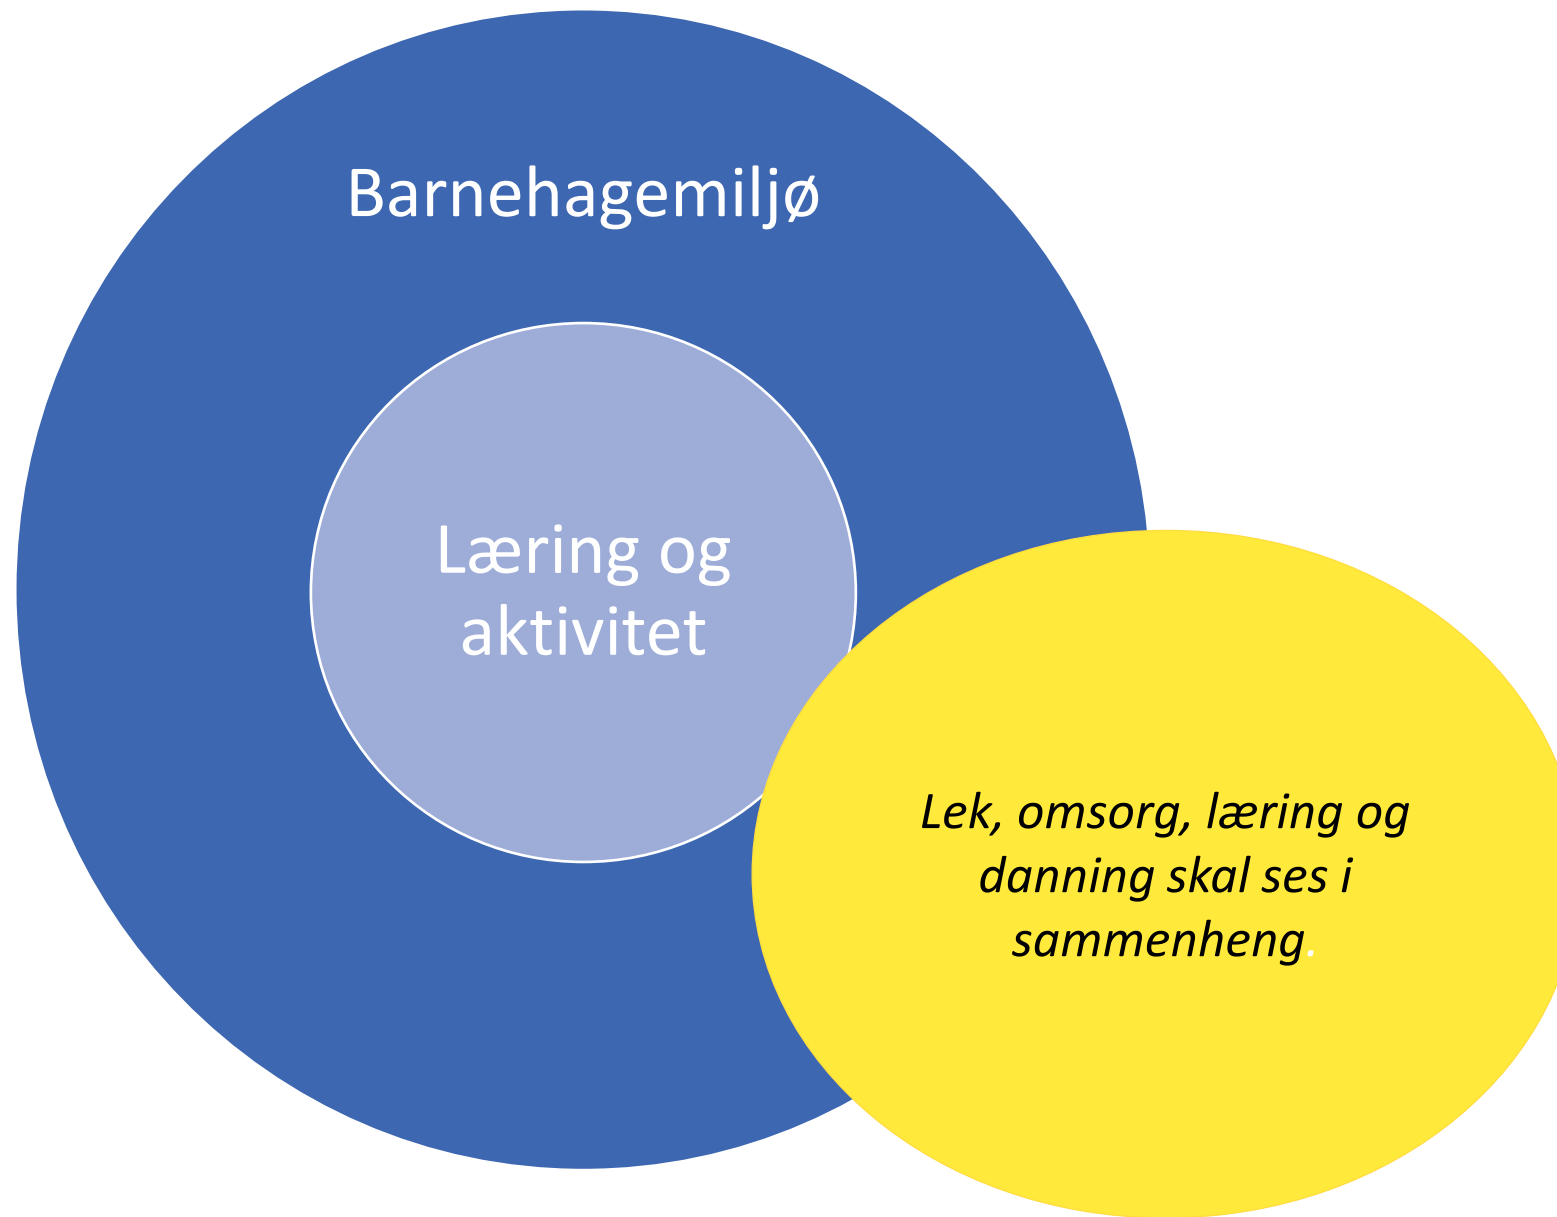 Barnehagemiljø
Læring og
aktivitet
Lek, omsorg, læring og
danning skal ses i
sammenheng.